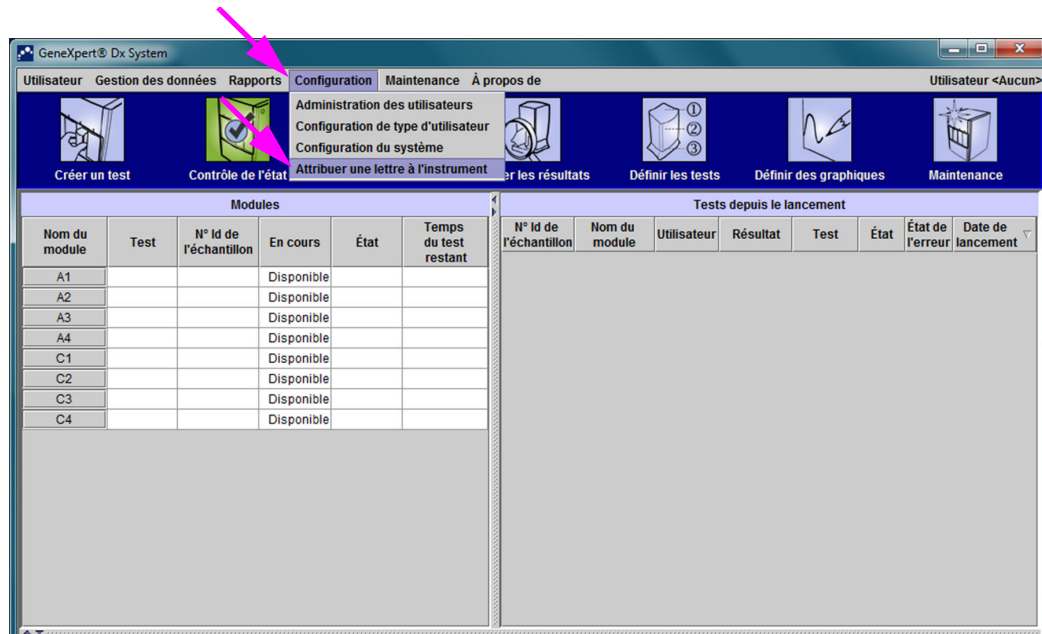 GeneXpert® Dx System
Utilisateur Gestion des données Rapports Configuration Maintenance À propos de Utilisateur <Aucun>
Administration des utilisateurs
Configuration de type d'utilisateur
Configuration du système
Attribuer une lettre à l'instrument
① ② ③
Créer un test Contrôle de l'état er les résultats Définir les tests Définir des graphiques Maintenance
Modules
Nom du module Test N° Id de l'échantillon En cours État Temps du test restant
A1 Disponible
A2 Disponible
A3 Disponible
A4 Disponible
C1 Disponible
C2 Disponible
C3 Disponible
C4 Disponible
Tests depuis le lancement
N° Id de l'échantillon Nom du module Utilisateur Résultat Test État État de l'erreur Date de lancement